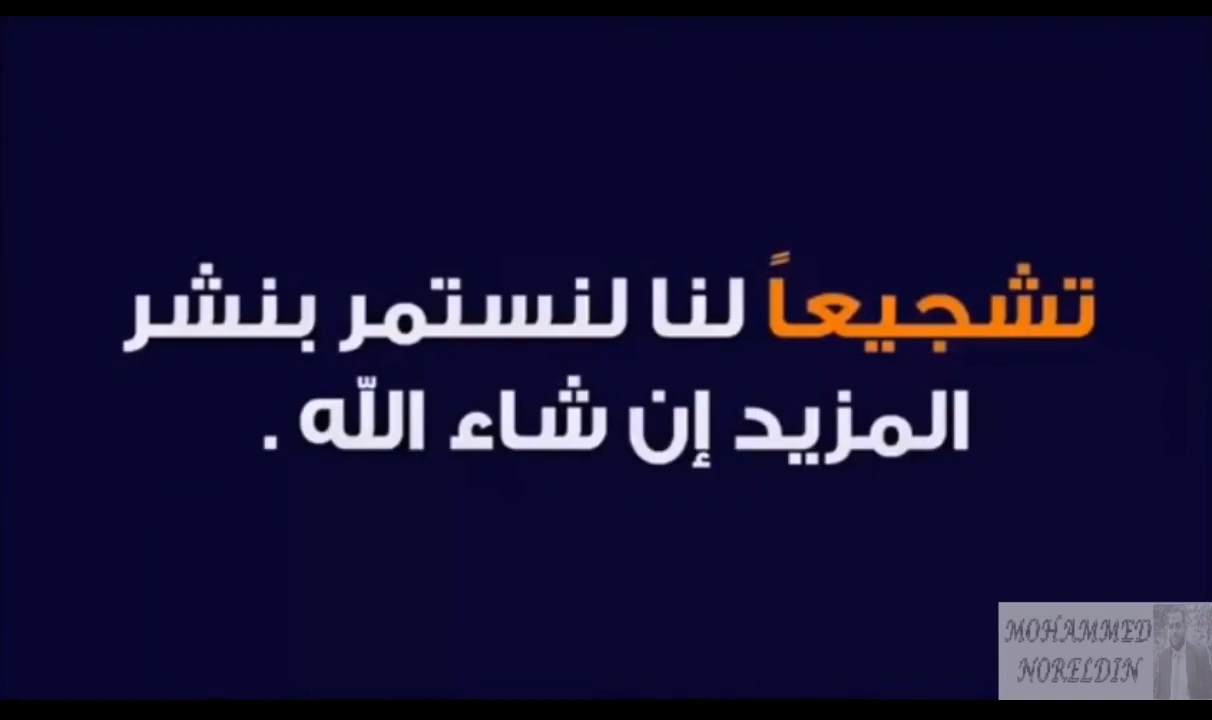 تشجيعاً لنا لنستمر بنشر
المزيد إن شاء الله .
MOHAMMED
NORELDIN